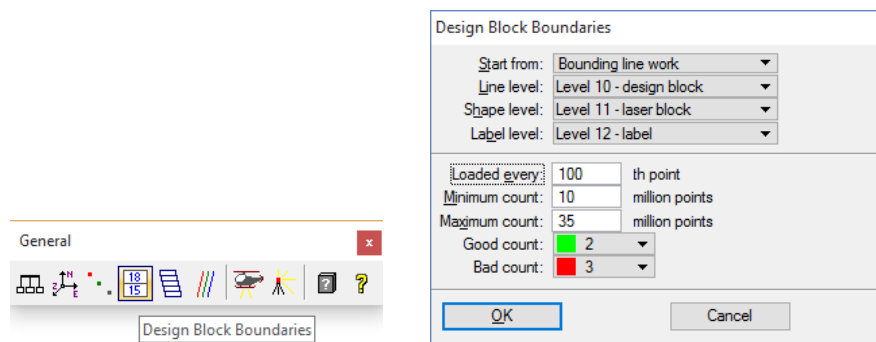 General
x
18
15
Z N E
Design Block Boundaries
Design Block Boundaries
Start from: Bounding line work
Line level: Level 10 - design block
Shape level: Level 11 - laser block
Label level: Level 12 - label
Loaded every: 100 th point
Minimum count: 10 million points
Maximum count: 35 million points
Good count: 2
Bad count: 3
OK Cancel